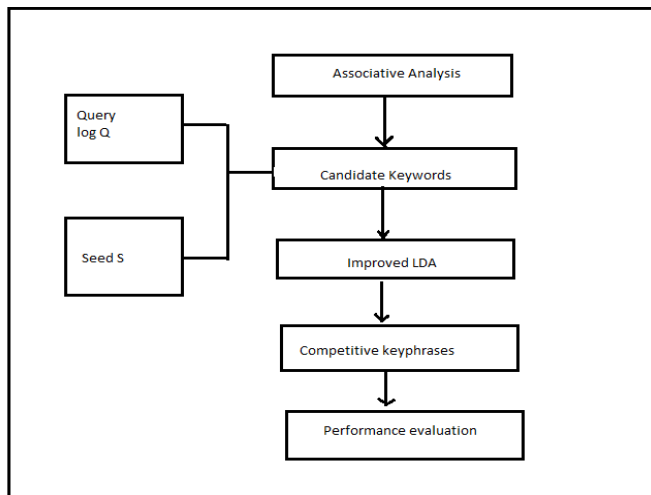 Associative Analysis
Query
log Q
Candidate Keywords
Seed S
Improved LDA
Competitive keyphrases
Performance evaluation